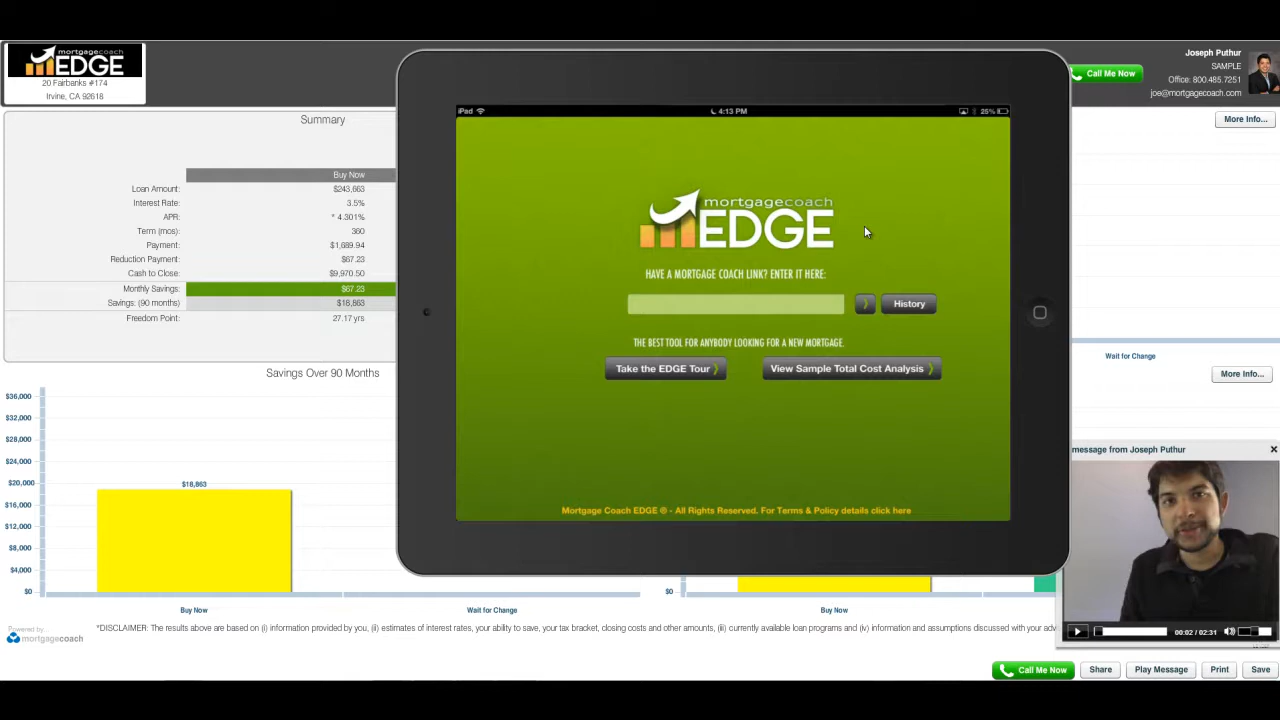 mortgagecoach
EDGE
20 Fairbanks #174
Irvine, CA 92618
Joseph Puthur
SAMPLE
Office: 800.485.7251
joe@mortgagecoach.com
Call Me Now
More Info...
Summary
Buy Now
Loan Amount: $243,663
Interest Rate: 3.5%
APR: * 4.301%
Term (mos): 360
Payment: $1,689.94
Reduction Payment: $67.23
Cash to Close: $9,970.50
Monthly Savings: $67.23
Savings: (90 months) $18,863
Freedom Point: 27.17 yrs
iPad 4:13 PM 25%
mortgagecoach
EDGE
HAVE A MORTGAGE COACH LINK? ENTER IT HERE:
History
THE BEST TOOL FOR ANYBODY LOOKING FOR A NEW MORTGAGE.
Take the EDGE Tour
View Sample Total Cost Analysis
Mortgage Coach EDGE ® - All Rights Reserved. For Terms & Policy details click here
Wait for Change
More Info...
Savings Over 90 Months
$36,000
$32,000
$28,000
$24,000
$20,000
$16,000
$12,000
$8,000
$4,000
$0
$18,863
Buy Now
Wait for Change
$0
Buy Now
message from Joseph Puthur
00:02 / 02:31
Powered by...
mortgagecoach
*DISCLAIMER: The results above are based on (i) information provided by you, (ii) estimates of interest rates, your ability to save, your tax bracket, closing costs and other amounts, (iii) currently available loan programs and (iv) information and assumptions discussed with your adv
Call Me Now
Share
Play Message
Print
Save